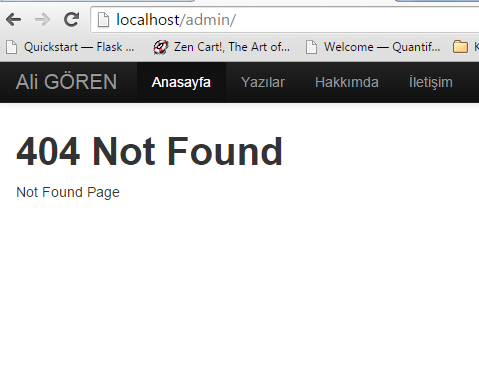 localhost/admin/
Quickstart — Flask ... Zen Cart!, The Art of... Welcome — Quantif... K
Ali GÖREN Anasayfa Yazılar Hakkımda İletişim
404 Not Found
Not Found Page